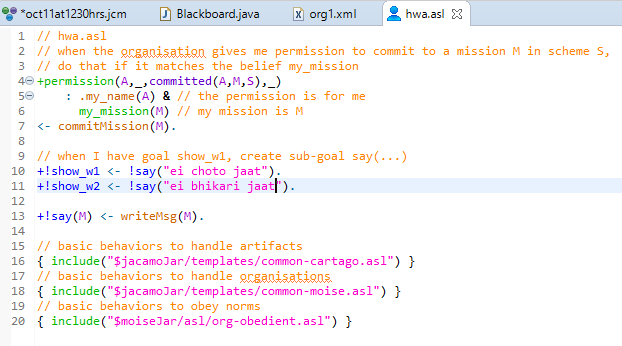 *oct11at1230hrs.jcm Blackboard.java org1.xml hwa.asl
1 // hwa.asl
2 // when the organisation gives me permission to commit to a mission M in scheme S,
3 // do that if it matches the belief my_mission
4 +permission(A,_,committed(A,M,S),_)
5 : .my_name(A) & // the permission is for me
6 my_mission(M) // my mission is M
7 <- commitMission(M).
8
9 // when I have goal show_w1, create sub-goal say(...)
10 +!show_w1 <- !say("ei choto jaat").
11 +!show_w2 <- !say("ei bhikari jaat").
12
13 +!say(M) <- writeMsg(M).
14
15 // basic behaviors to handle artifacts
16 { include("$jacamoJar/templates/common-cartago.asl") }
17 // basic behaviors to handle organisations
18 { include("$jacamoJar/templates/common-moise.asl") }
19 // basic behaviors to obey norms
20 { include("$moiseJar/asl/org-obedient.asl") }